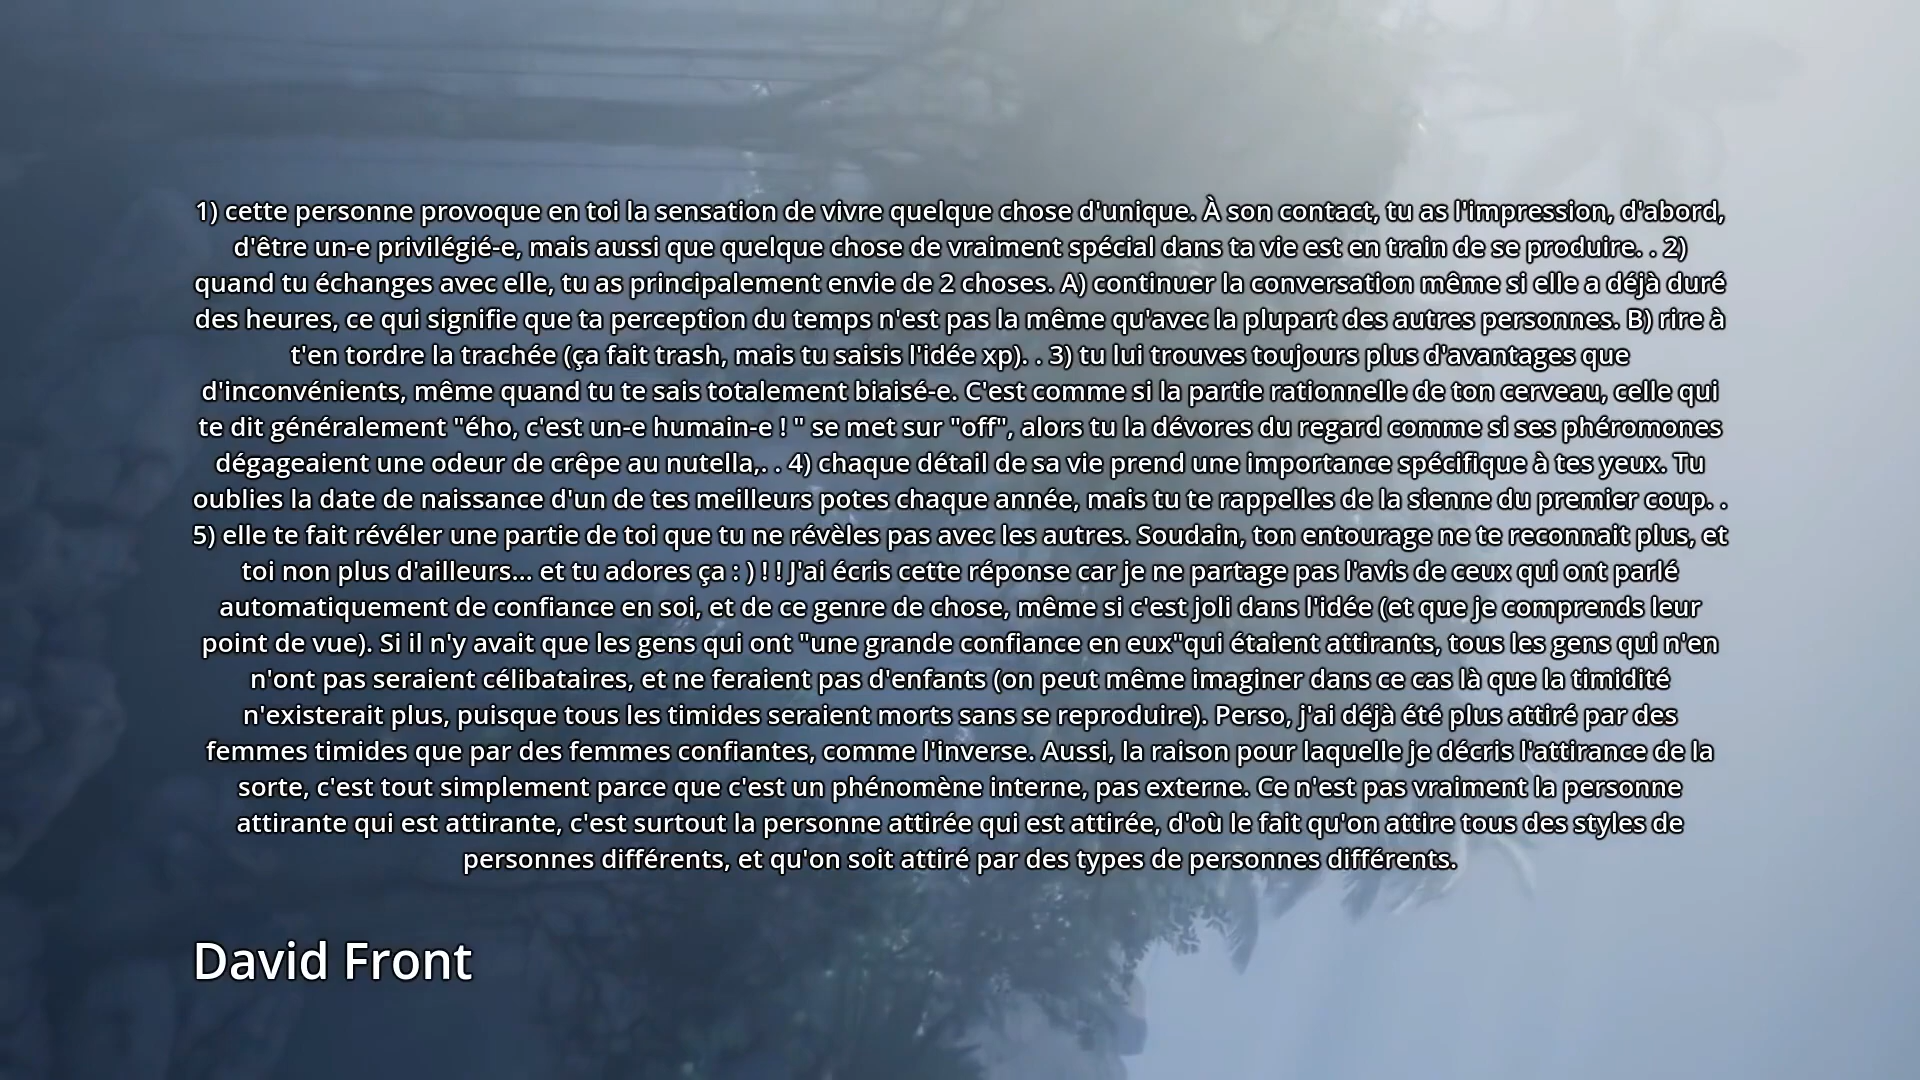 1) cette personne provoque en toi la sensation de vivre quelque chose d'unique. À son contact, tu as l'impression, d'abord,
d'être un-e privilégié-e, mais aussi que quelque chose de vraiment spécial dans ta vie est en train de se produire. . 2)
quand tu échanges avec elle, tu as principalement envie de 2 choses. A) continuer la conversation même si elle a déjà duré
des heures, ce qui signifie que ta perception du temps n'est pas la même qu'avec la plupart des autres personnes. B) rire à
t'en tordre la trachée (ça fait trash, mais tu saisis l'idée xp). . 3) tu lui trouves toujours plus d'avantages que
d'inconvénients, même quand tu te sais totalement biaisé-e. C'est comme si la partie rationnelle de ton cerveau, celle qui
te dit généralement "ého, c'est un-e humain-e ! " se met sur "off", alors tu la dévores du regard comme si ses phéromones
dégageaient une odeur de crêpe au nutella,. . 4) chaque détail de sa vie prend une importance spécifique à tes yeux. Tu
oublies la date de naissance d'un de tes meilleurs potes chaque année, mais tu te rappelles de la sienne du premier coup. .
5) elle te fait révéler une partie de toi que tu ne révèles pas avec les autres. Soudain, ton entourage ne te reconnait plus, et
toi non plus d'ailleurs... et tu adores ça : ) ! ! J'ai écris cette réponse car je ne partage pas l'avis de ceux qui ont parlé
automatiquement de confiance en soi, et de ce genre de chose, même si c'est joli dans l'idée (et que je comprends leur
point de vue). Si il n'y avait que les gens qui ont "une grande confiance en eux"qui étaient attirants, tous les gens qui n'en
n'ont pas seraient célibataires, et ne feraient pas d'enfants (on peut même imaginer dans ce cas là que la timidité
n'existerait plus, puisque tous les timides seraient morts sans se reproduire). Perso, j'ai déjà été plus attiré par des
femmes timides que par des femmes confiantes, comme l'inverse. Aussi, la raison pour laquelle je décris l'attirance de la
sorte, c'est tout simplement parce que c'est un phénomène interne, pas externe. Ce n'est pas vraiment la personne
attirante qui est attirante, c'est surtout la personne attirée qui est attirée, d'où le fait qu'on attire tous des styles de
personnes différents, et qu'on soit attiré par des types de personnes différents.
David Front